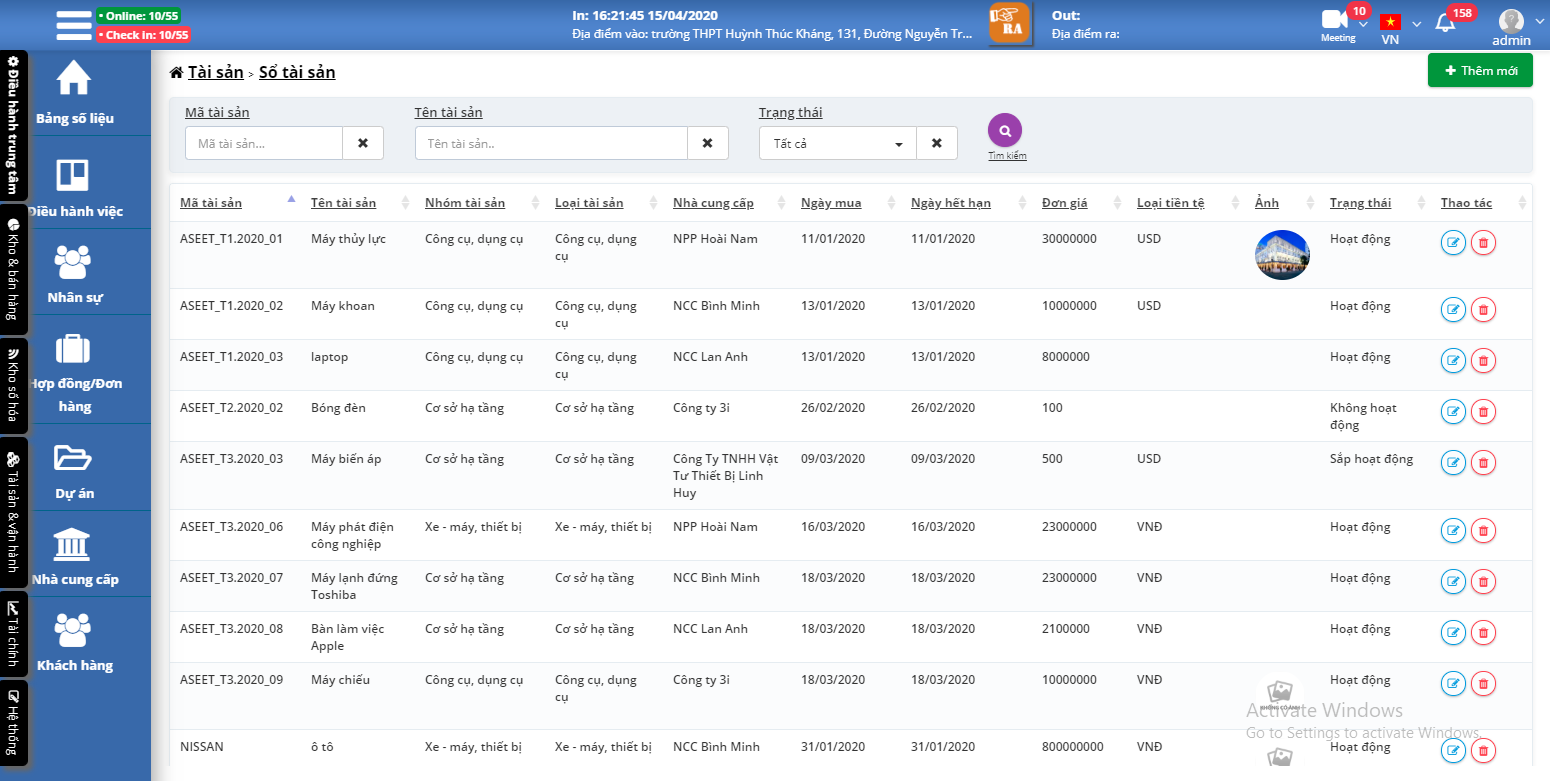 • Online: 10/55
• Check in: 10/55
In: 16:21:45 15/04/2020
Địa điểm vào: trường THPT Huỳnh Thúc Kháng, 131, Đường Nguyễn Tr...
RA
Out:
Địa điểm ra:
10
Meeting
VN
158
admin
Điều hành trung tâm
Kho & bán hàng
Kho số hóa
Tài sản & vận hành
Tài chính
Hệ thống
Bảng số liệu
Điều hành việc
Nhân sự
Hợp đồng/Đơn
hàng
Dự án
Nhà cung cấp
Khách hàng
Tài sản > Sổ tài sản
Thêm mới
Mã tài sản Tên tài sản Trạng thái
Mã tài sản... Tên tài sản.. Tất cả
Tìm kiếm
Mã tài sản Tên tài sản Nhóm tài sản Loại tài sản Nhà cung cấp Ngày mua Ngày hết hạn Đơn giá Loại tiền tệ Ảnh Trạng thái Thao tác
ASEET_T1.2020_01 Máy thủy lực Công cụ, dụng cụ Công cụ, dụng NPP Hoài Nam 11/01/2020 11/01/2020 30000000 USD Hoạt động
cụ
ASEET_T1.2020_02 Máy khoan Công cụ, dụng cụ Công cụ, dụng NCC Bình Minh 13/01/2020 13/01/2020 10000000 USD Hoạt động
cụ
ASEET_T1.2020_03 laptop Công cụ, dụng cụ Công cụ, dụng NCC Lan Anh 13/01/2020 13/01/2020 8000000 Hoạt động
cụ
ASEET_T2.2020_02 Bóng đèn Cơ sở hạ tầng Cơ sở hạ tầng Công ty 3i 26/02/2020 26/02/2020 100 Không hoạt
động
ASEET_T3.2020_03 Máy biến áp Cơ sở hạ tầng Cơ sở hạ tầng Công Ty TNHH Vật 09/03/2020 09/03/2020 500 USD Sắp hoạt động
Tư Thiết Bị Linh
Huy
ASEET_T3.2020_06 Máy phát điện Xe - máy, thiết bị Xe - máy, thiết bị NPP Hoài Nam 16/03/2020 16/03/2020 23000000 VNĐ Hoạt động
công nghiệp
ASEET_T3.2020_07 Máy lạnh đứng Cơ sở hạ tầng Cơ sở hạ tầng NCC Bình Minh 18/03/2020 18/03/2020 23000000 VNĐ Hoạt động
Toshiba
ASEET_T3.2020_08 Bàn làm việc Cơ sở hạ tầng Cơ sở hạ tầng NCC Lan Anh 18/03/2020 18/03/2020 2100000 VNĐ Hoạt động
Apple
ASEET_T3.2020_09 Máy chiếu Công cụ, dụng cụ Công cụ, dụng Công ty 3i 18/03/2020 18/03/2020 10000000 VNĐ Hoạt động
cụ
KHÔNG CÓ ẢNH
Activate Windows
Go to Settings to activate Windows.
NISSAN ô tô Xe - máy, thiết bị Xe - máy, thiết bị NCC Bình Minh 31/01/2020 31/01/2020 800000000 VNĐ Hoạt động